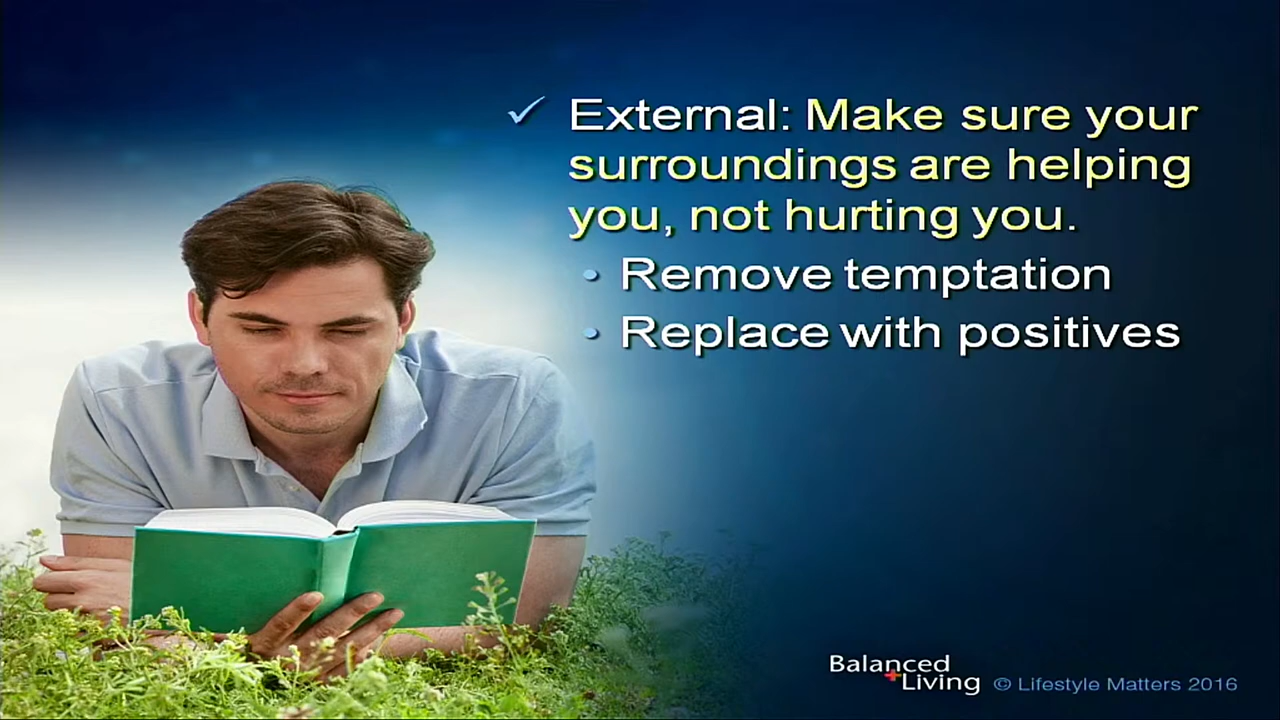 ✓ External: Make sure your
surroundings are helping
you, not hurting you.
• Remove temptation
• Replace with positives
Balanced
+Living © Lifestyle Matters 2016